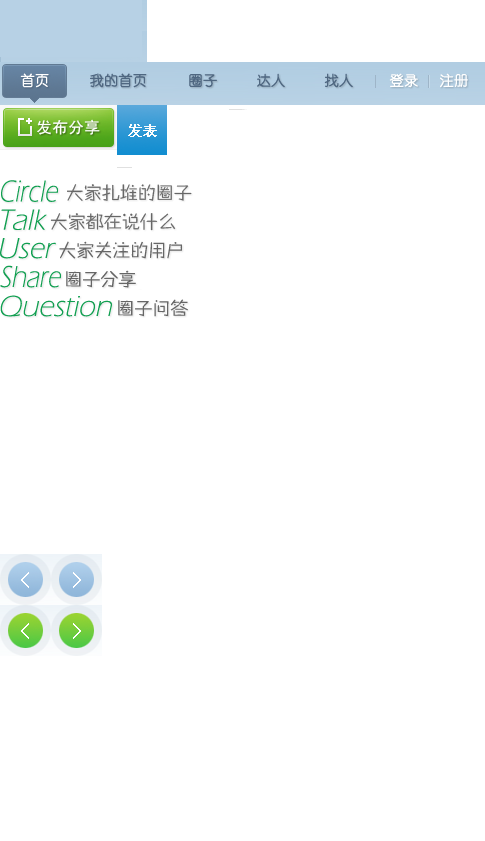 首页 我的首页 圈子 达人 找人 登录 注册
发布分享 发表
Circle 大家扎堆的圈子
Talk 大家都在说什么
User 大家关注的用户
Share 圈子分享
Question 圈子问答